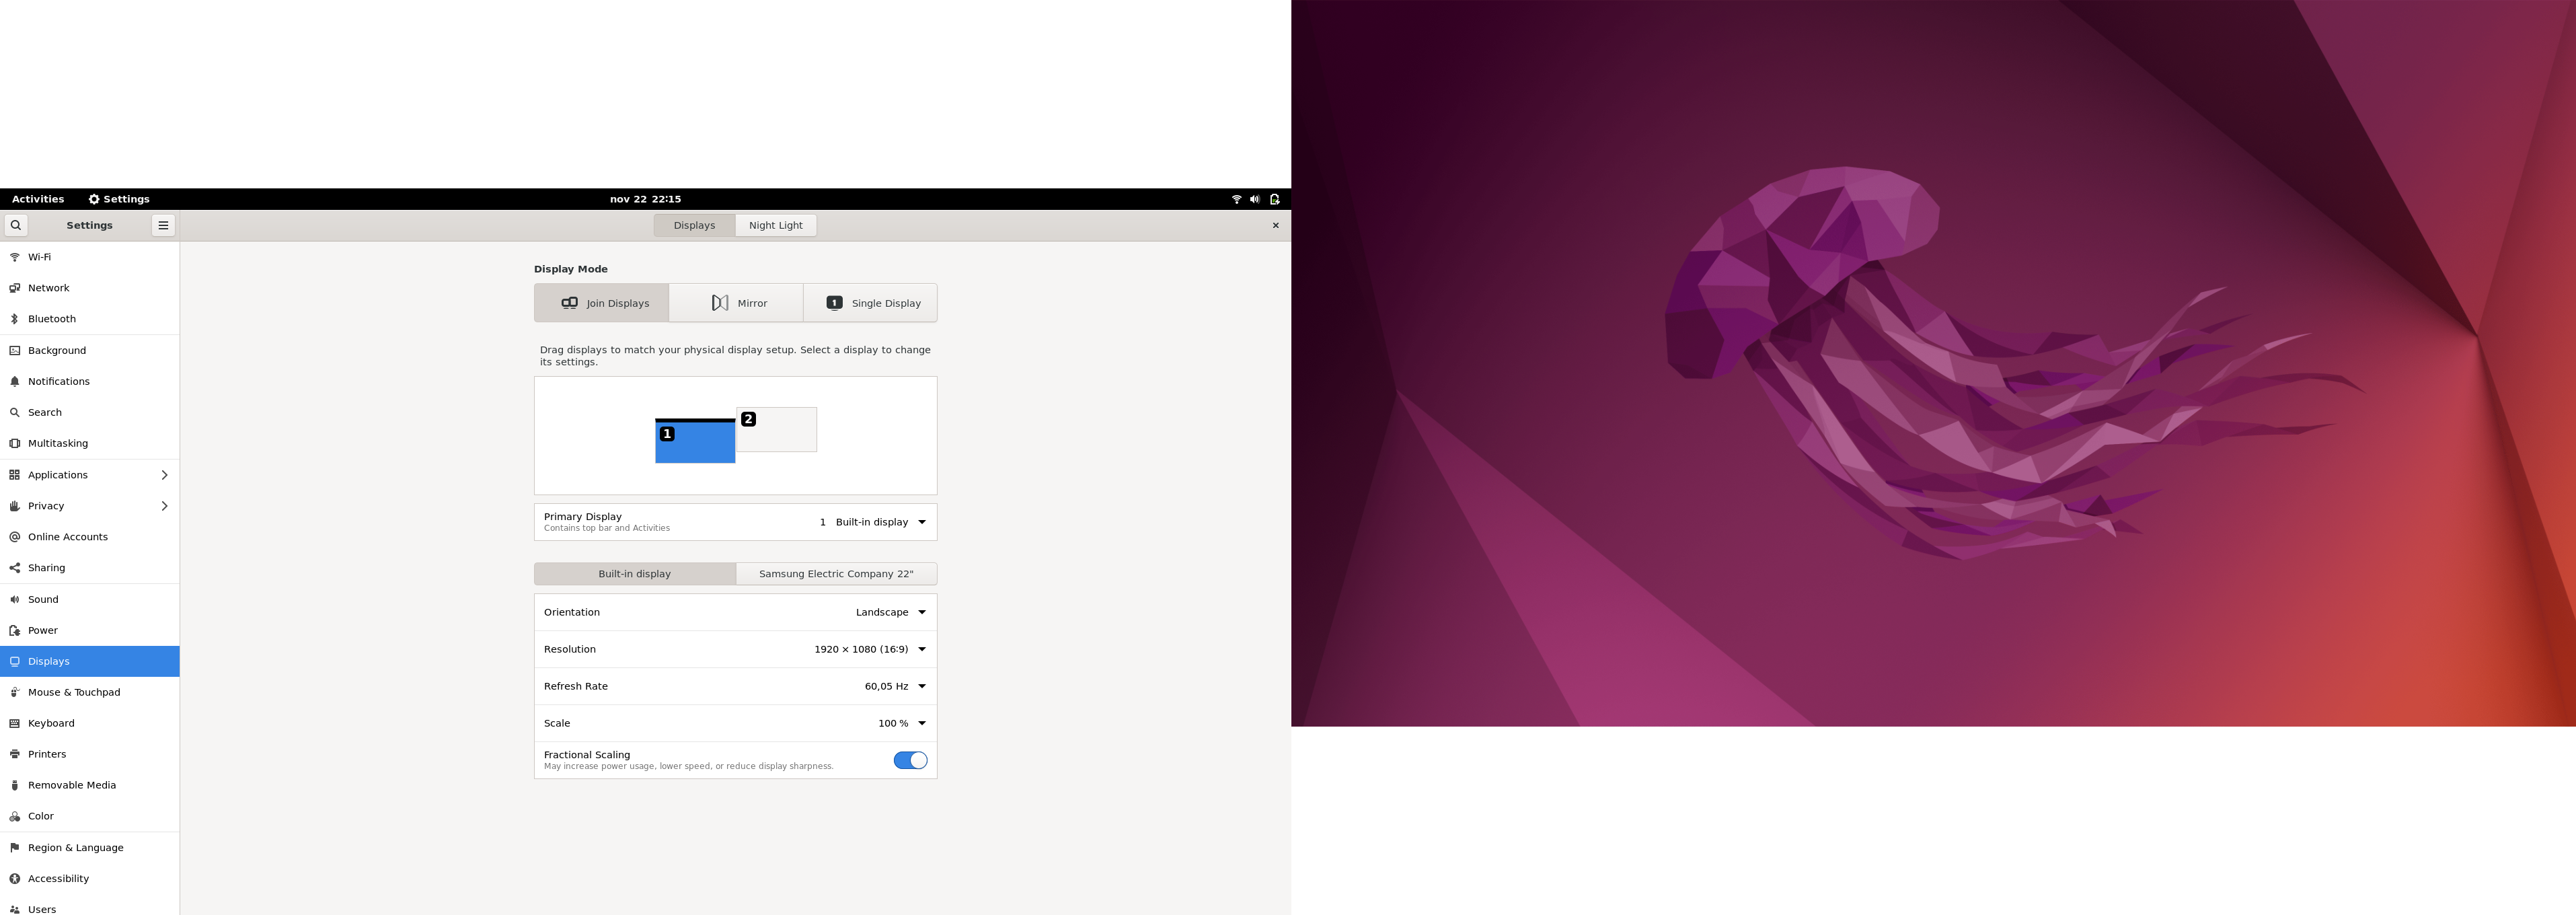 Activities
Settings
nov 22 22:15
Settings
Displays
Night Light
Wi-Fi
Network
Bluetooth
Background
Notifications
Search
Multitasking
Applications
Privacy
Online Accounts
Sharing
Sound
Power
Displays
Mouse & Touchpad
Keyboard
Printers
Removable Media
Color
Region & Language
Accessibility
Users
Display Mode
Join Displays
Mirror
1
Single Display
Drag displays to match your physical display setup. Select a display to change
its settings.
1
2
Primary Display
Contains top bar and Activities
1 Built-in display
Built-in display
Samsung Electric Company 22"
Orientation
Landscape
Resolution
1920 × 1080 (16:9)
Refresh Rate
60,05 Hz
Scale
100 %
Fractional Scaling
May increase power usage, lower speed, or reduce display sharpness.